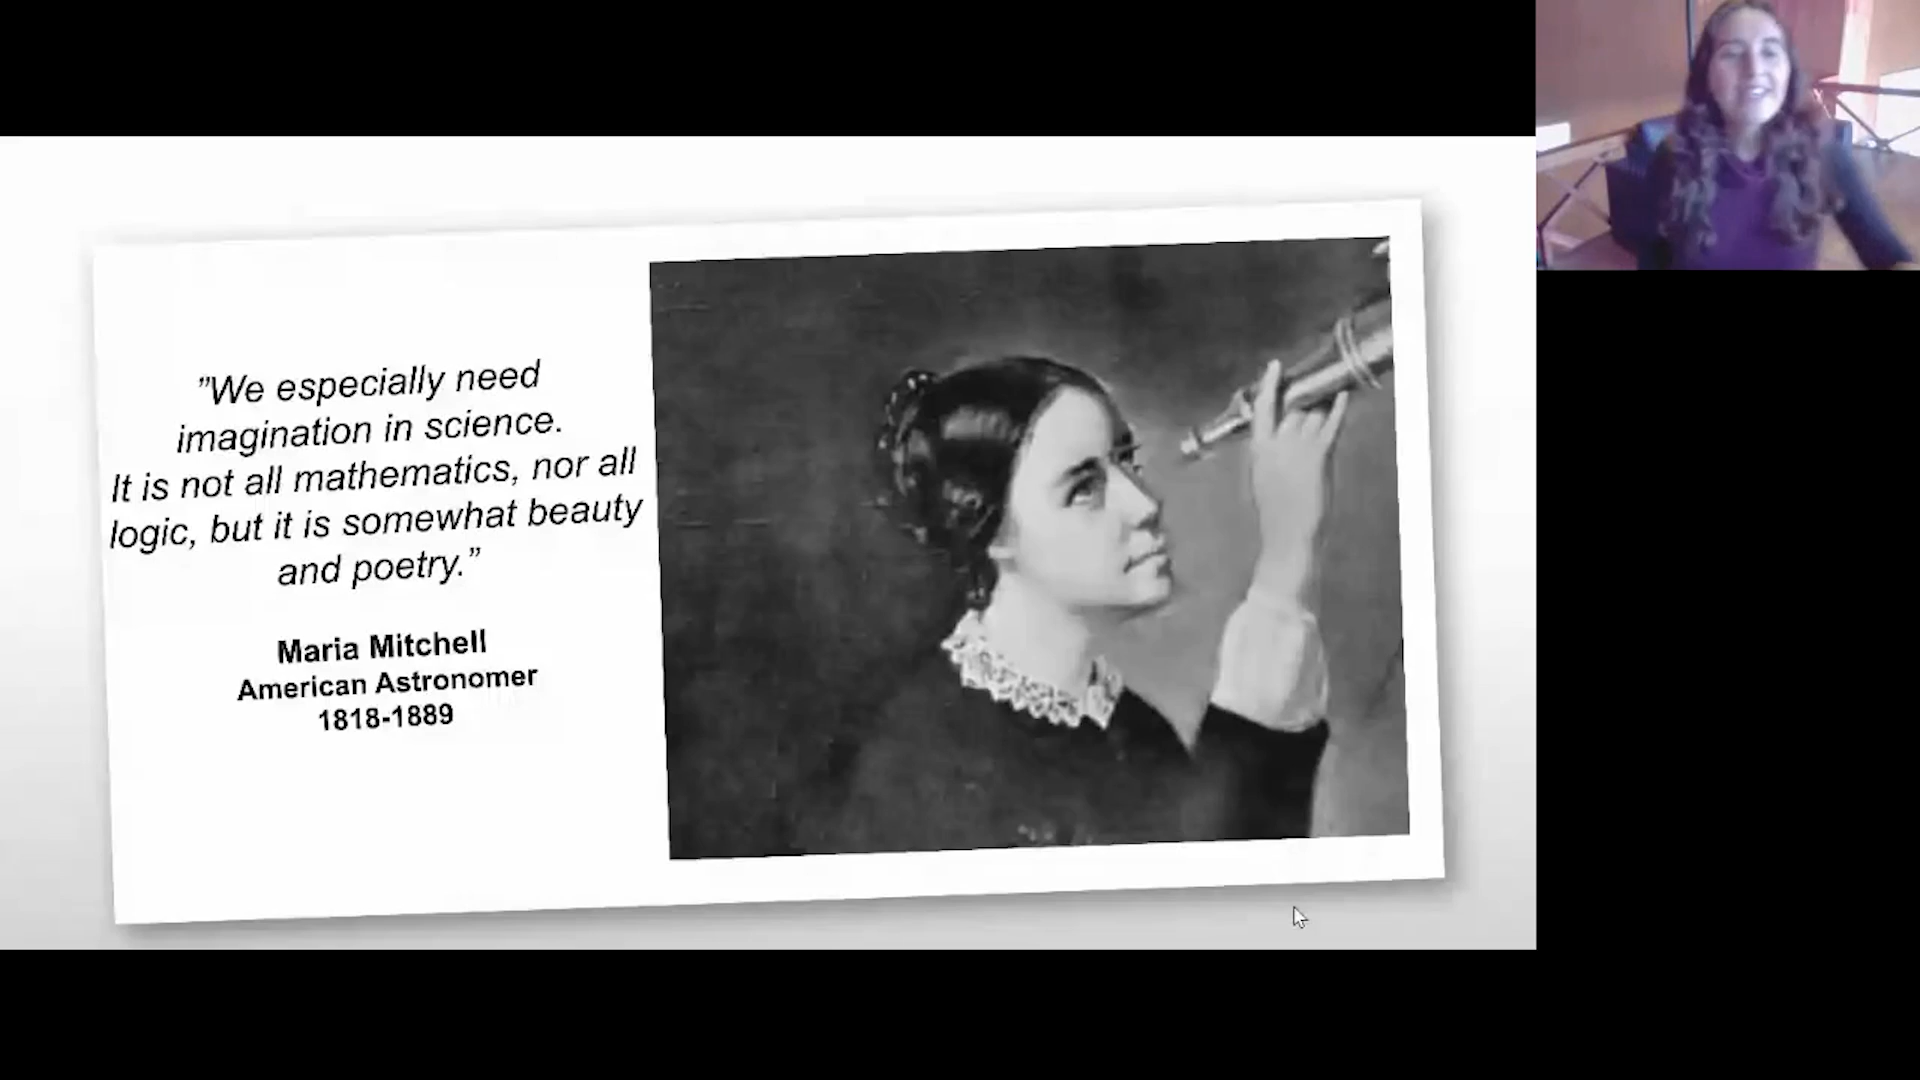 ”We especially need
imagination in science.
It is not all mathematics, nor all
logic, but it is somewhat beauty
and poetry.”
Maria Mitchell
American Astronomer
1818-1889